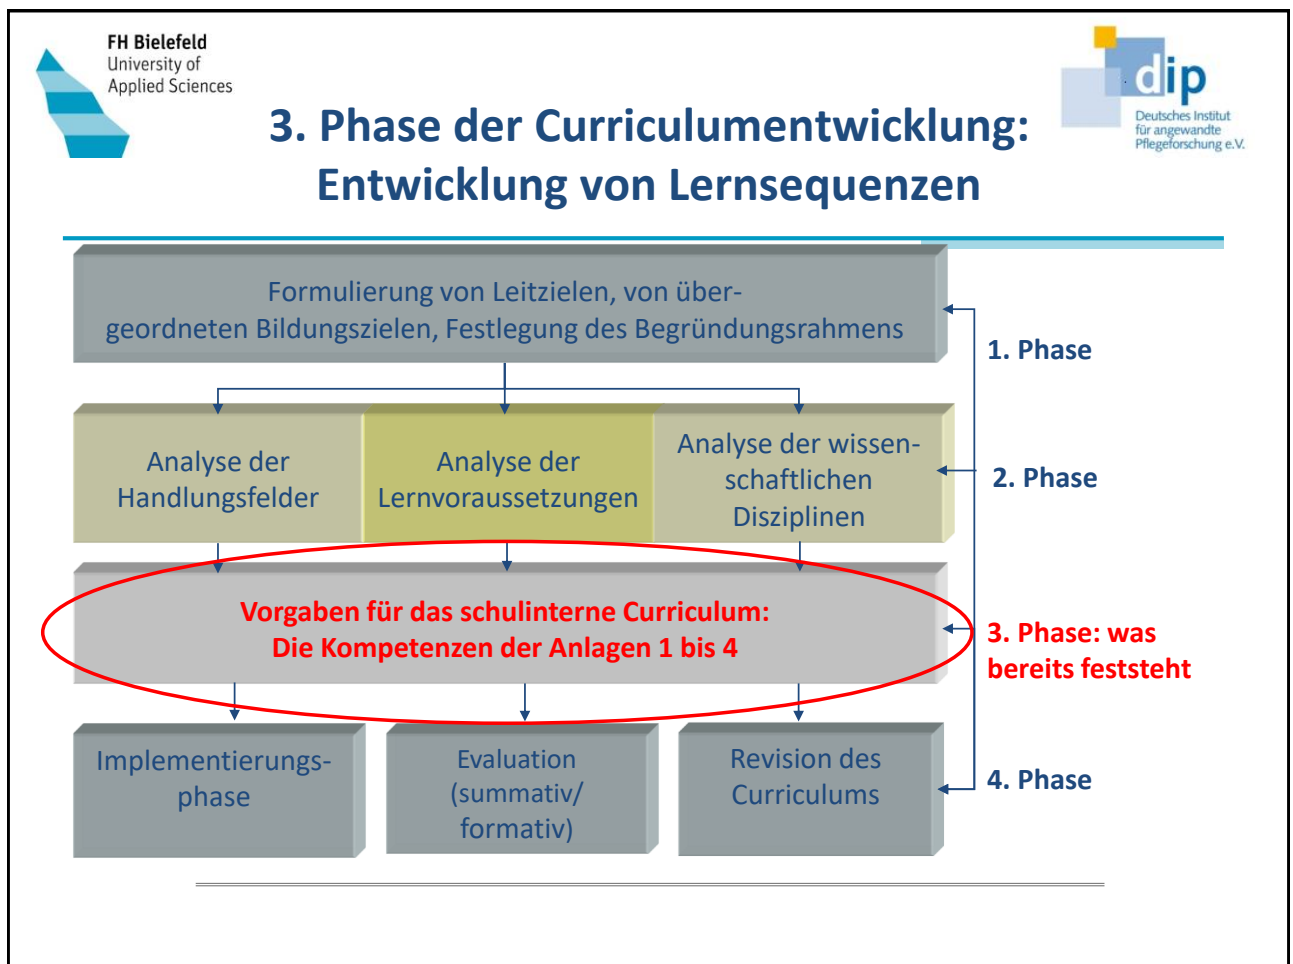 FH Bielefeld
University of
Applied Sciences
dip
Deutsches Institut
für angewandte
Pflegeforschung e.V.
3. Phase der Curriculumentwicklung:
Entwicklung von Lernsequenzen
Formulierung von Leitzielen, von über-
geordneten Bildungszielen, Festlegung des Begründungsrahmens
1. Phase
Analyse der
Handlungsfelder
Analyse der
Lernvoraussetzungen
Analyse der wissen-
schaftlichen
Disziplinen
2. Phase
Vorgaben für das schulinterne Curriculum:
Die Kompetenzen der Anlagen 1 bis 4
3. Phase: was
bereits feststeht
Implementierungs-
phase
Evaluation
(summativ/
formativ)
Revision des
Curriculums
4. Phase